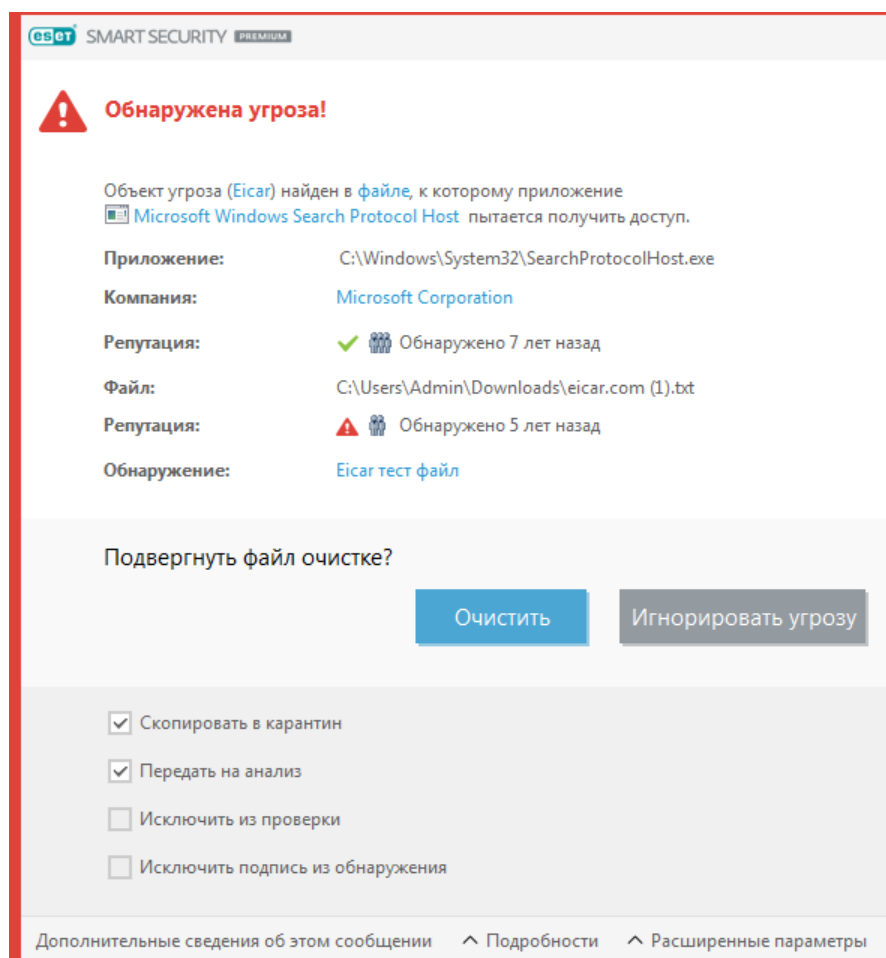 eset SMART SECURITY PREMIUM
Обнаружена угроза!
Объект угроза (Eicar) найден в файле, к которому приложение
Microsoft Windows Search Protocol Host пытается получить доступ.
Приложение: C:\Windows\System32\SearchProtocolHost.exe
Компания: Microsoft Corporation
Репутация: Обнаружено 7 лет назад
Файл: C:\Users\Admin\Downloads\eicar.com (1).txt
Репутация: Обнаружено 5 лет назад
Обнаружение: Eicar тест файл
Подвергнуть файл очистке?
Очистить Игнорировать угрозу
Скопировать в карантин
Передать на анализ
Исключить из проверки
Исключить подпись из обнаружения
Дополнительные сведения об этом сообщении Подробности Расширенные параметры